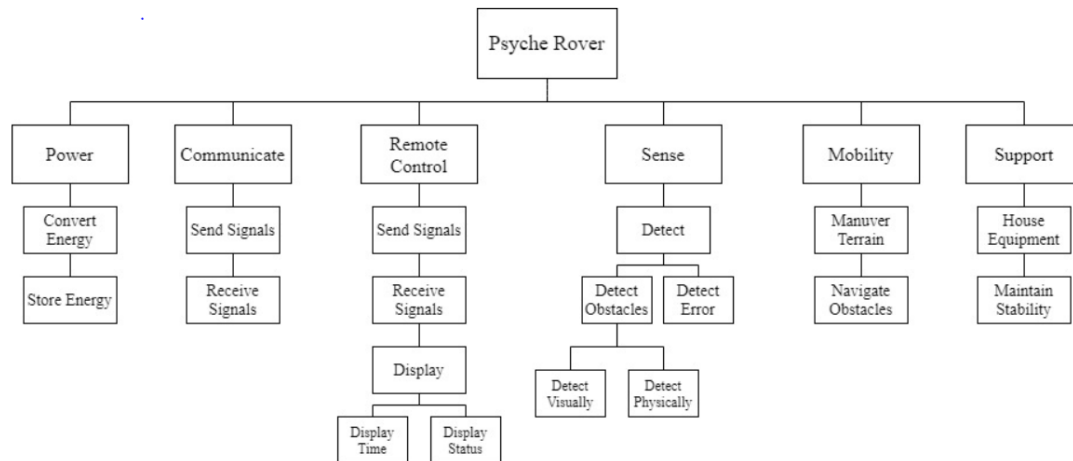 Psyche Rover
Power
Communicate
Remote
Control
Sense
Mobility
Support
Convert
Energy
Send Signals
Send Signals
Detect
Manuver
Terrain
House
Equipment
Store Energy
Receive
Signals
Receive
Signals
Detect
Obstacles
Detect
Error
Navigate
Obstacles
Maintain
Stability
Display
Detect
Visually
Detect
Physically
Display
Time
Display
Status